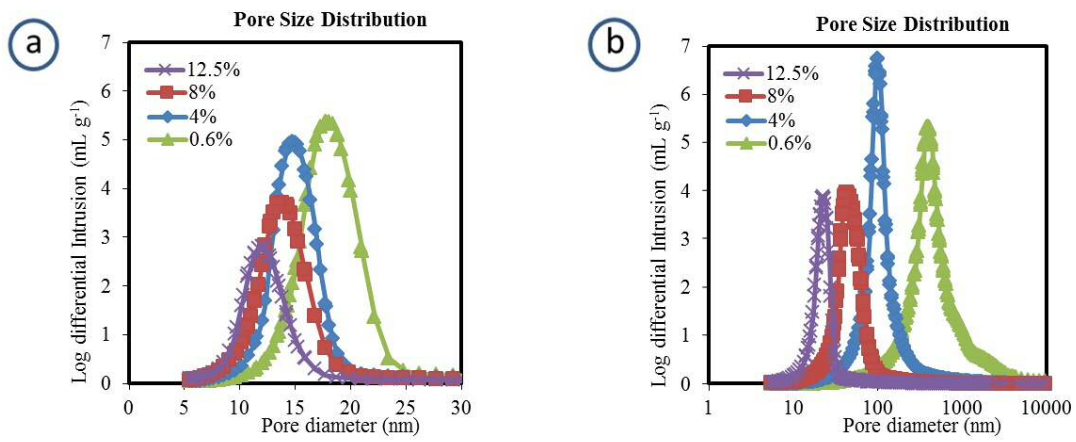 a
Pore Size Distribution
Log differential Intrusion (mL g-1)
7
6
5
4
3
2
1
0
12.5%
8%
4%
0.6%
0 5 10 15 20 25 30
Pore diameter (nm)
b
Pore Size Distribution
Log differential Intrusion (mL g-1)
7
6
5
4
3
2
1
0
12.5%
8%
4%
0.6%
1 10 100 1000 10000
Pore diameter (nm)